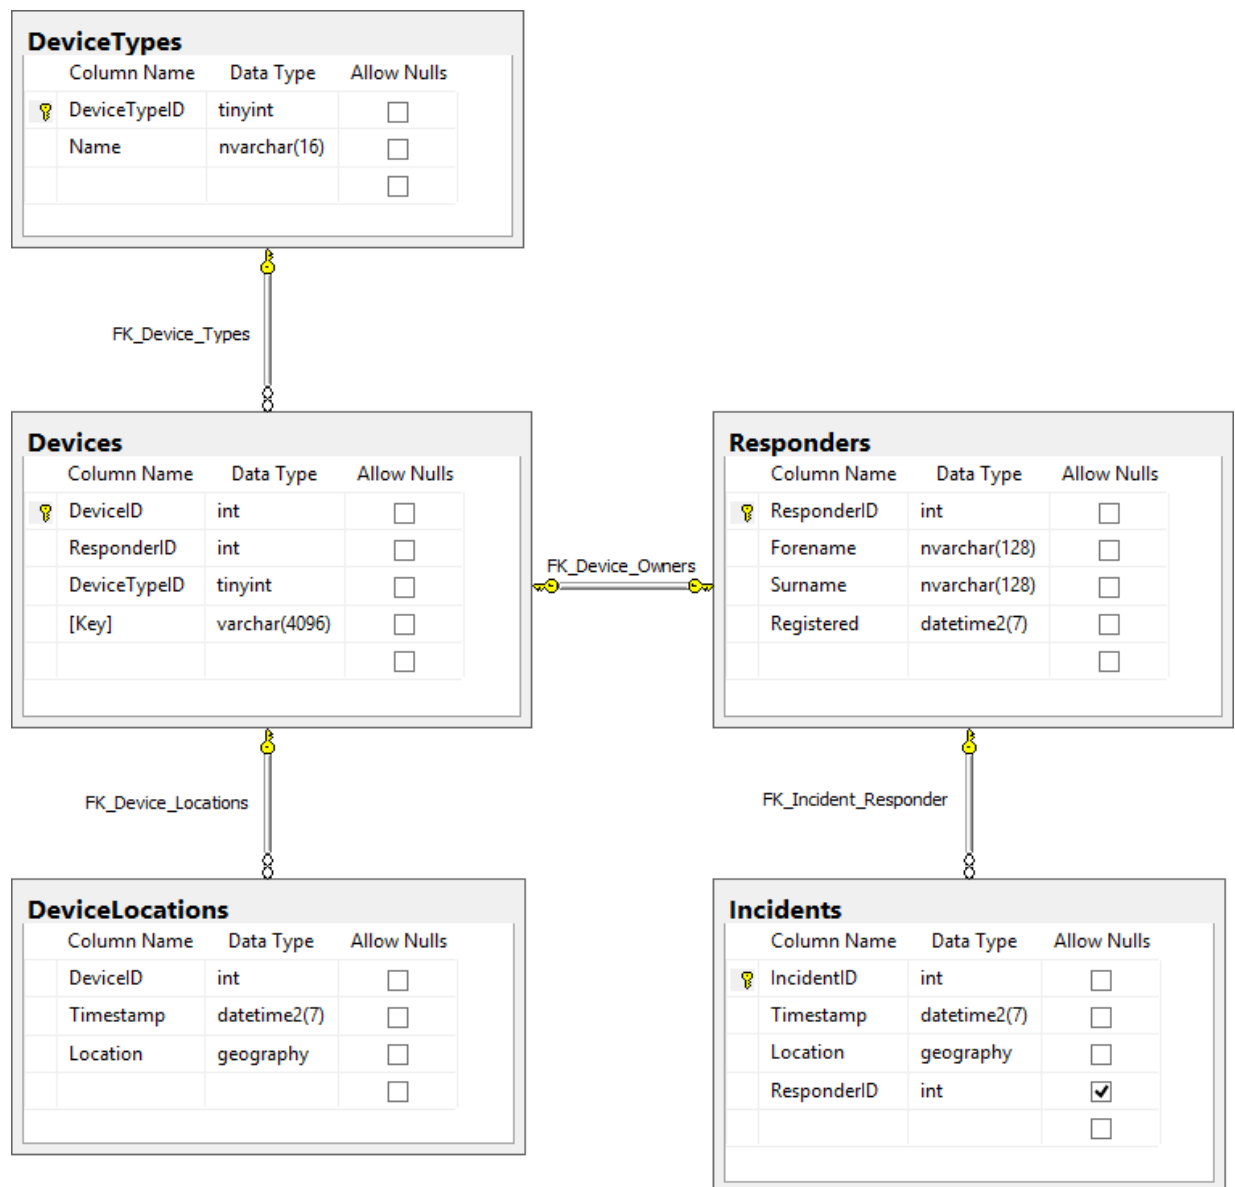 DeviceTypes
Column Name Data Type Allow Nulls
DeviceTypeID tinyint
Name nvarchar(16)
FK_Device_Types
Devices
Column Name Data Type Allow Nulls
DeviceID int
ResponderID int
DeviceTypeID tinyint
[Key] varchar(4096)
FK_Device_Owners
Responders
Column Name Data Type Allow Nulls
ResponderID int
Forename nvarchar(128)
Surname nvarchar(128)
Registered datetime2(7)
FK_Device_Locations
FK_Incident_Responder
DeviceLocations
Column Name Data Type Allow Nulls
DeviceID int
Timestamp datetime2(7)
Location geography
Incidents
Column Name Data Type Allow Nulls
IncidentID int
Timestamp datetime2(7)
Location geography
ResponderID int